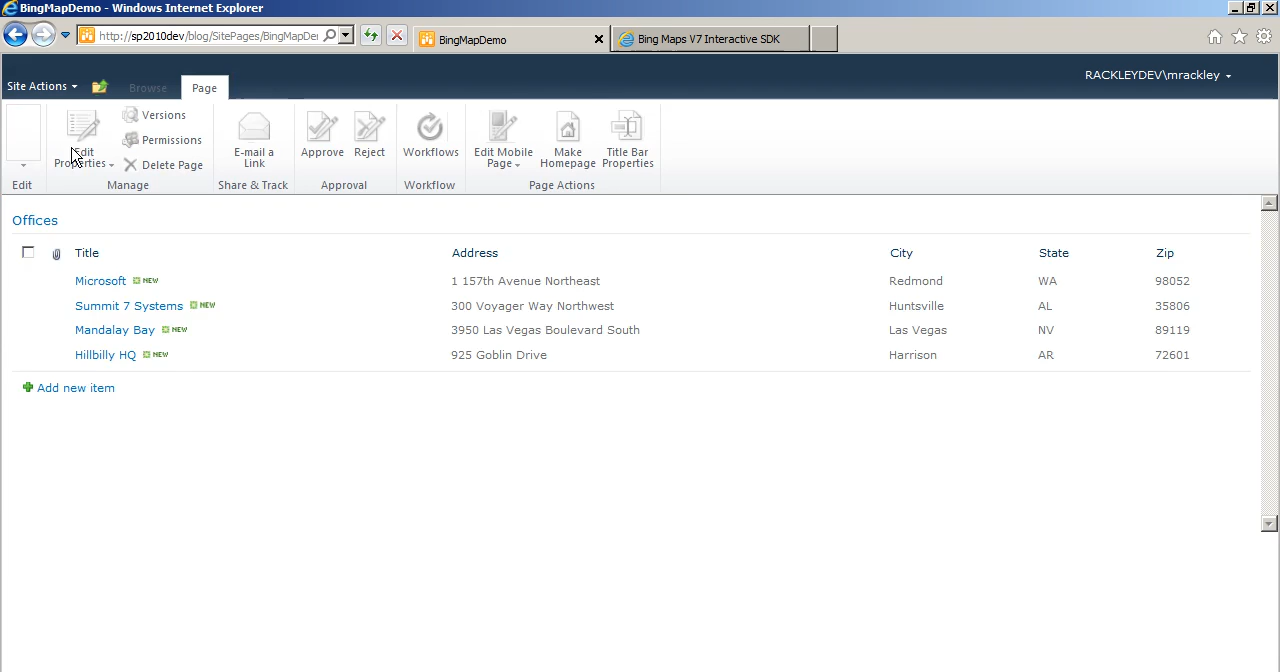 BingMapDemo - Windows Internet Explorer
http://sp2010dev/blog/SitePages/BingMapDei
BingMapDemo
Bing Maps V7 Interactive SDK
Site Actions
Browse
Page
RACKLEYDEV\mrackley
Edit
Properties
Versions
Permissions
Delete Page
E-mail a
Link
Approve
Reject
Workflows
Edit Mobile
Page
Make
Homepage
Title Bar
Properties
Edit
Manage
Share & Track
Approval
Workflow
Page Actions
Offices
Title Address City State Zip
Microsoft NEW 1 157th Avenue Northeast Redmond WA 98052
Summit 7 Systems NEW 300 Voyager Way Northwest Huntsville AL 35806
Mandalay Bay NEW 3950 Las Vegas Boulevard South Las Vegas NV 89119
Hillbilly HQ NEW 925 Goblin Drive Harrison AR 72601
Add new item